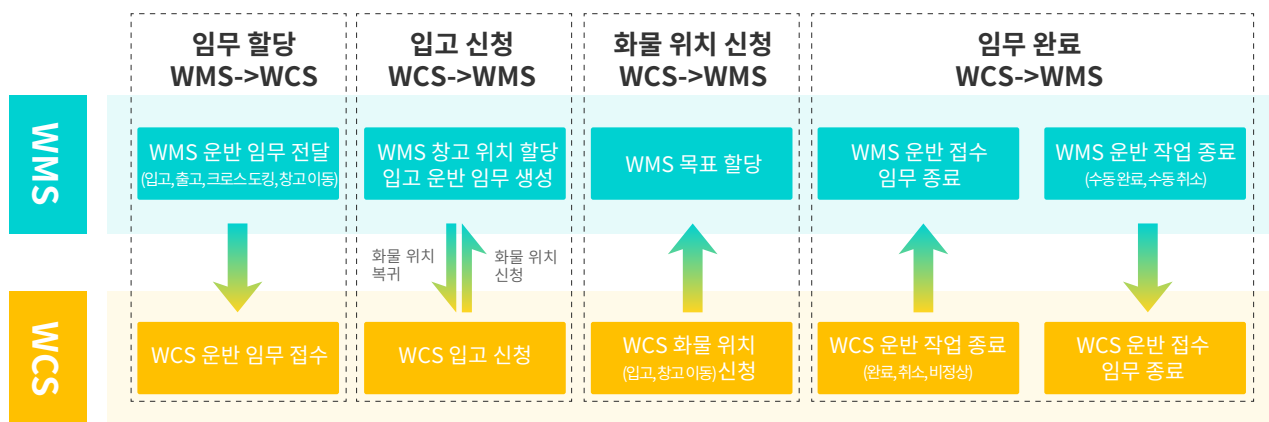 임무 할당
WMS->WCS
입고 신청
WCS->WMS
화물 위치 신청
WCS->WMS
임무 완료
WCS->WMS
WMS
WMS 운반 임무 전달
(입고, 출고, 크로스 도킹, 창고 이동)
WMS 창고 위치 할당
입고 운반 임무 생성
WMS 목표 할당
WMS 운반 접수
임무 종료
WMS 운반 작업 종료
(수동 완료, 수동 취소)
화물 위치
복귀
화물 위치
신청
WCS
WCS 운반 임무 접수
WCS 입고 신청
WCS 화물 위치
(입고, 창고 이동) 신청
WCS 운반 작업 종료
(완료, 취소, 비정상)
WCS 운반 접수
임무 종료